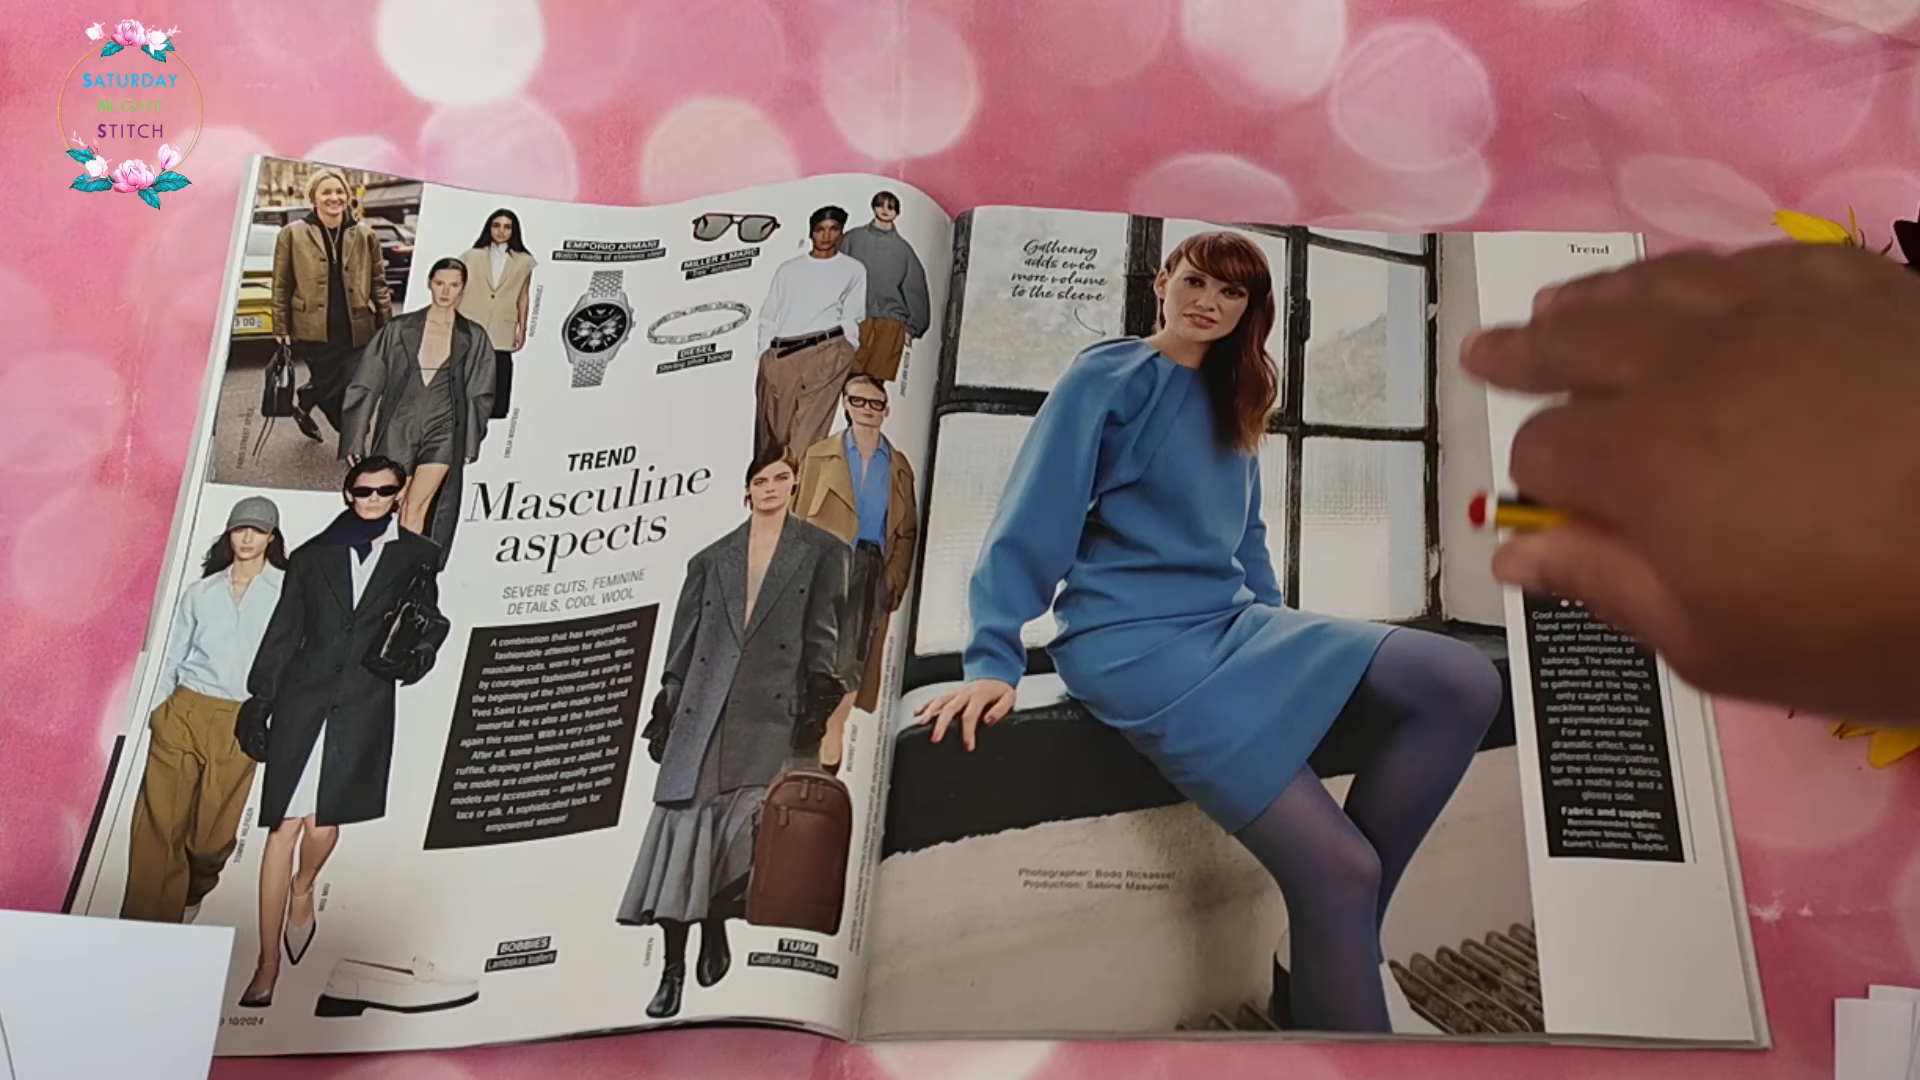 SATURDAY
NIGHT
STITCH
EMPORIO ARMANI
Watch made of stainless steel
MILLER & MARC
DIESEL
Sterling silver bangle
TREND
Masculine
aspects
SEVERE CUTS, FEMININE
DETAILS, COOL WOOL
A combination that has enjoyed much
fashionable attention for decades:
masculine cuts, worn by women. Worn
by courageous fashionistas as early as
the beginning of the 20th century, it was
Yves Saint Laurent who made the trend
immortal. He is also at the forefront
again this season. With a very clean look.
After all, some feminine extras like
ruffles, draping or godets are added, but
the models are combined equally severe
models and accessories – and less with
lace or silk. A sophisticated look for
empowered women!
TOMMY HILFIGER
BOBBIES
Lambskin loafers
TUMI
Calfskin backpack
10/2024
Trend
Gathering
adds even
more volume
to the sleeve
Cool couture:
hand very clean,
the other hand the
is a masterpiece of
tailoring. The sleeve of
the sheath dress, which
is gathered at the top, is
only caught at the
neckline and looks like
an asymmetrical cape.
For an even more
dramatic effect, use a
different colour/pattern
for the sleeve or fabrics
with a matte side and a
glossy side.
Fabric and supplies
Recommended fabric:
Polyester blends. Tights:
Kunert; Loafers: Bodyflirt
Photographer: Bodo
Production: Sabine